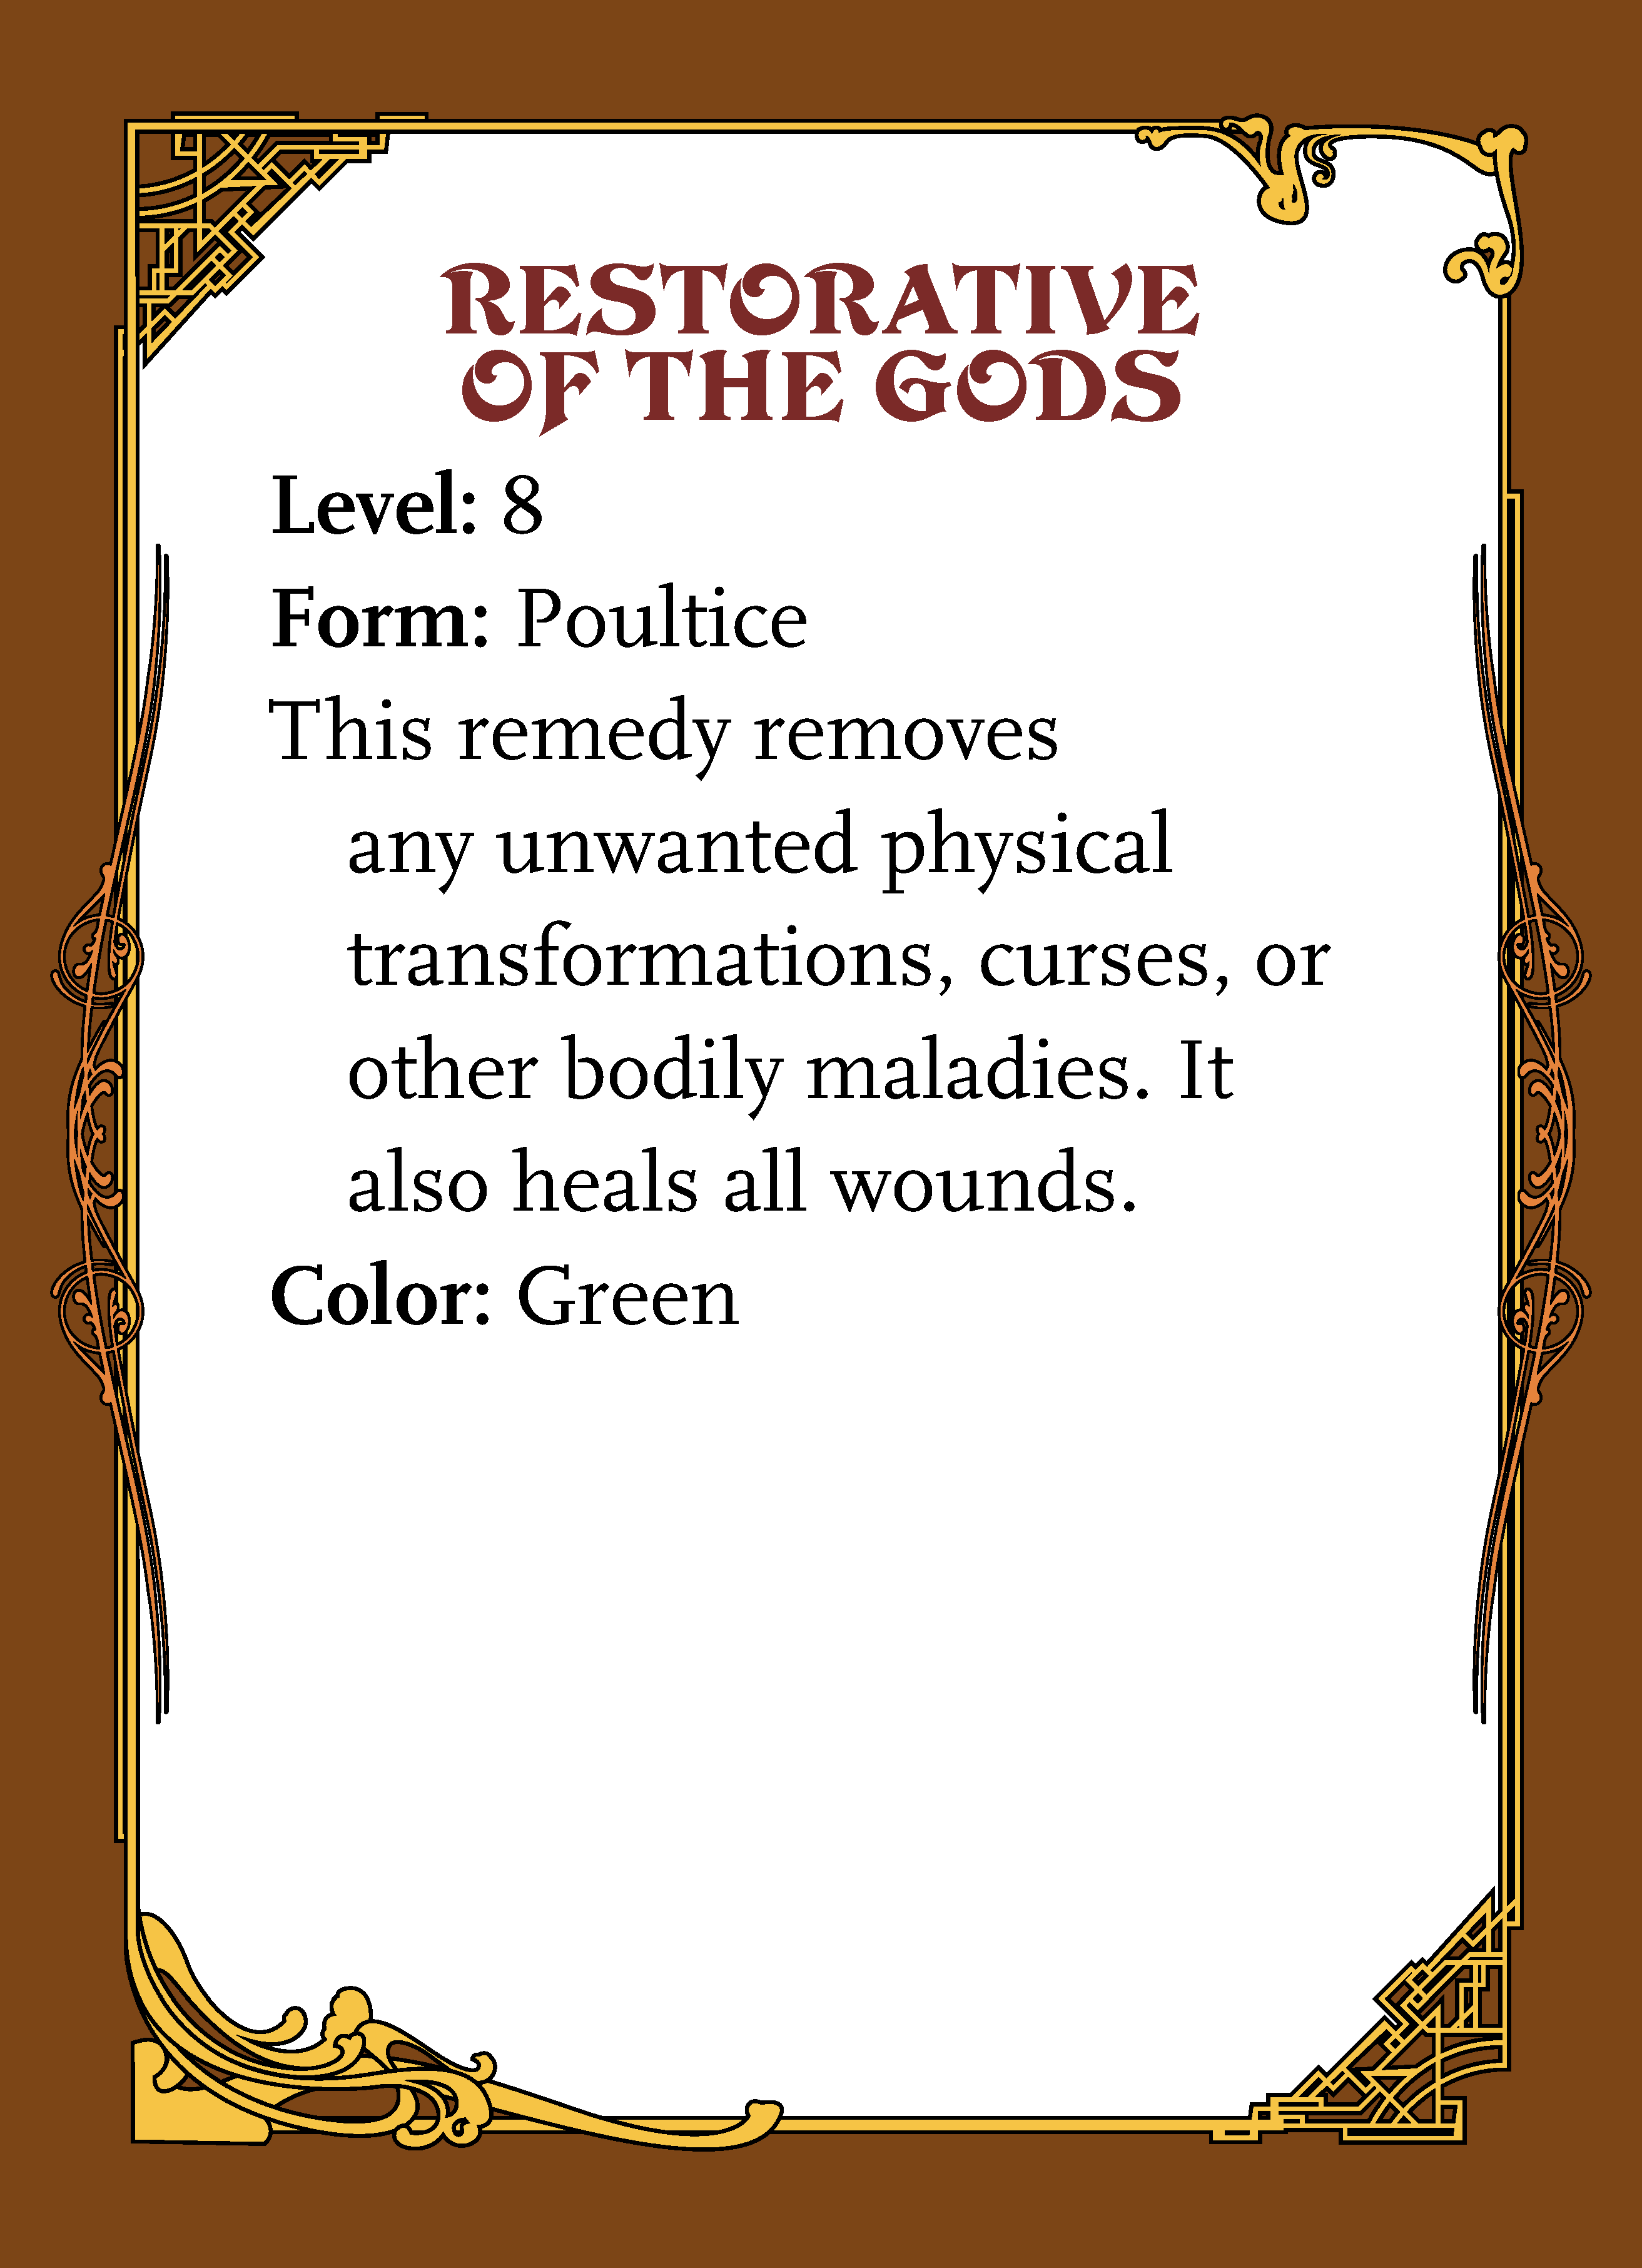 RESTORATIVE
OF THE GODS
Level: 8
Form: Poultice
This remedy removes
any unwanted physical
transformations, curses, or
other bodily maladies. It
also heals all wounds.
Color: Green